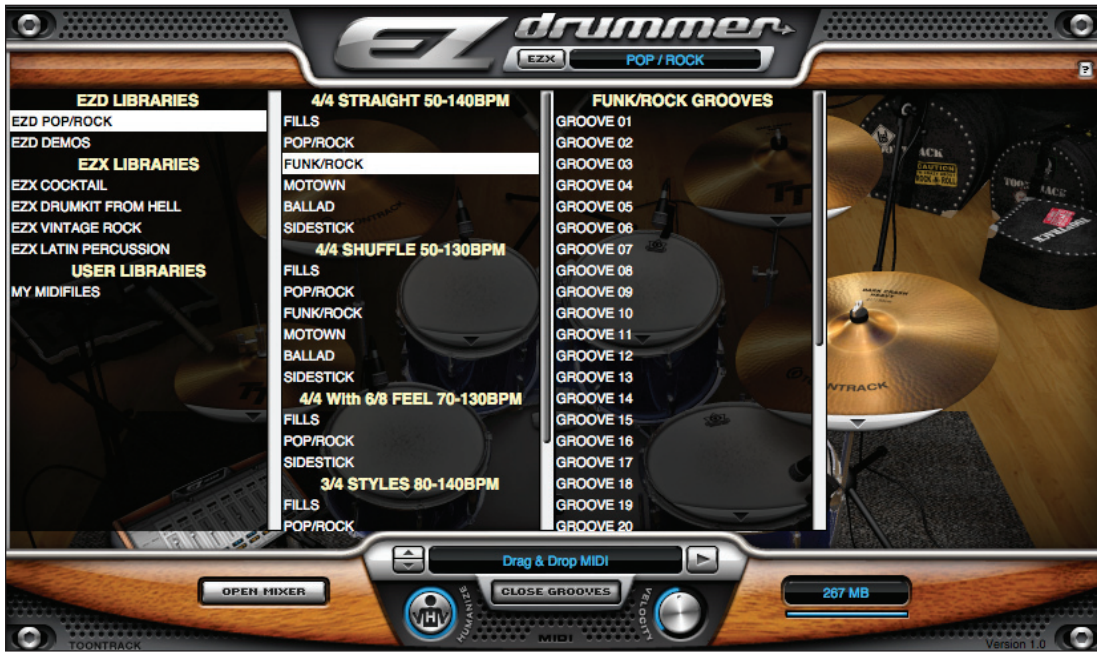 EZ drummer
EZX
POP / ROCK
?
EZD LIBRARIES
EZD POP/ROCK
EZD DEMOS
EZX LIBRARIES
EZX COCKTAIL
EZX DRUMKIT FROM HELL
EZX VINTAGE ROCK
EZX LATIN PERCUSSION
USER LIBRARIES
MY MIDIFILES
4/4 STRAIGHT 50-140BPM
FILLS
POP/ROCK
FUNK/ROCK
MOTOWN
BALLAD
SIDESTICK
4/4 SHUFFLE 50-130BPM
FILLS
POP/ROCK
FUNK/ROCK
MOTOWN
BALLAD
SIDESTICK
4/4 With 6/8 FEEL 70-130BPM
FILLS
POP/ROCK
SIDESTICK
3/4 STYLES 80-140BPM
FILLS
POP/ROCK
FUNK/ROCK GROOVES
GROOVE 01
GROOVE 02
GROOVE 03
GROOVE 04
GROOVE 05
GROOVE 06
GROOVE 07
GROOVE 08
GROOVE 09
GROOVE 10
GROOVE 11
GROOVE 12
GROOVE 13
GROOVE 14
GROOVE 15
GROOVE 16
GROOVE 17
GROOVE 18
GROOVE 19
GROOVE 20
CAUTION
TOONTRACK
DARK CRASH
HEAVY
TOONTRACK
TT
Drag & Drop MIDI
OPEN MIXER
VHV
HUMANIZE
CLOSE GROOVES
VELOCITY
MIDI
267 MB
TOONTRACK
Version 1.0